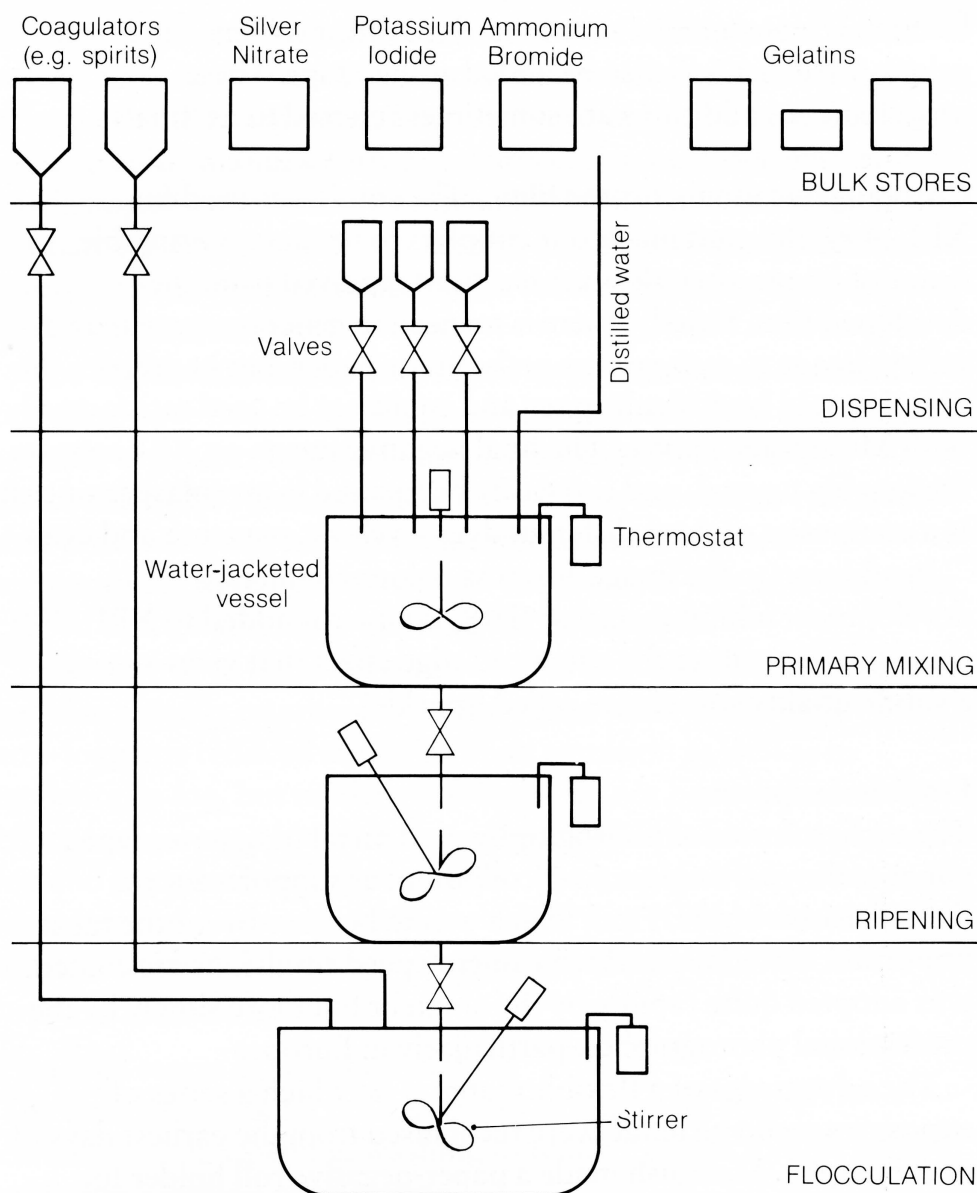 Coagulators
(e.g. spirits)
Silver
Nitrate
Potassium
Iodide
Ammonium
Bromide
Gelatins
BULK STORES
Distilled water
Valves
DISPENSING
Thermostat
Water-jacketed
vessel
PRIMARY MIXING
RIPENING
Stirrer
FLOCCULATION